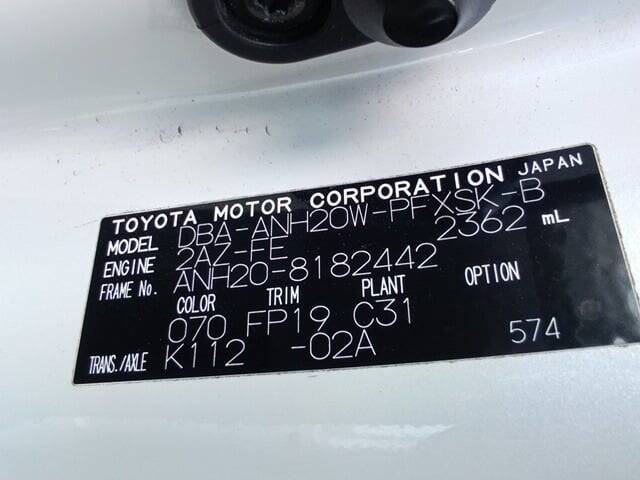 TOYOTA MOTOR CORPORATION JAPAN
MODEL DBA-ANH20W-PFXSK-B
ENGINE 2AZ-FE 2362 mL
FRAME No. ANH20-8182442
COLOR TRIM PLANT OPTION
070 FP19 C31
TRANS./AXLE K112 -02A 574